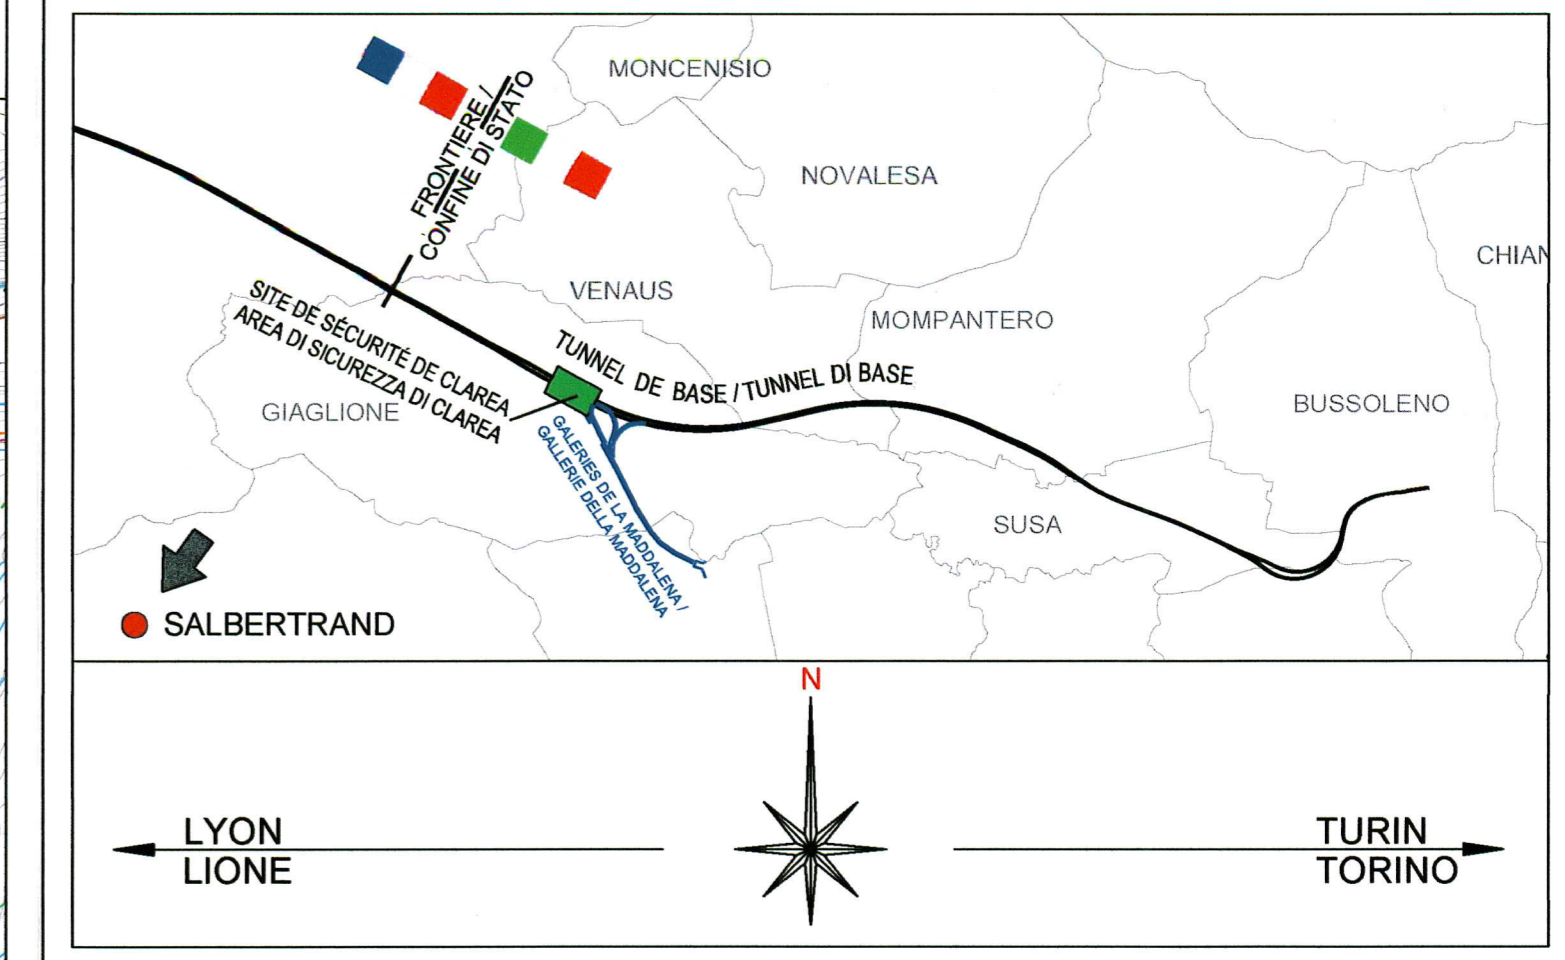 MONCENISIO
FRONTIERE /
CONFINE DI STATO
NOVALESA
CHIAN
VENAUS
MOMPANTERO
SITE DE SÉCURITÉ DE CLAREA
AREA DI SICUREZZA DI CLAREA
TUNNEL DE BASE / TUNNEL DI BASE
GIAGLIONE
BUSSOLENO
GALERIES DE LA MADDALENA /
GALLERIE DELLA MADDALENA
SUSA
SALBERTRAND
N
LYON
LIONE
TURIN
TORINO